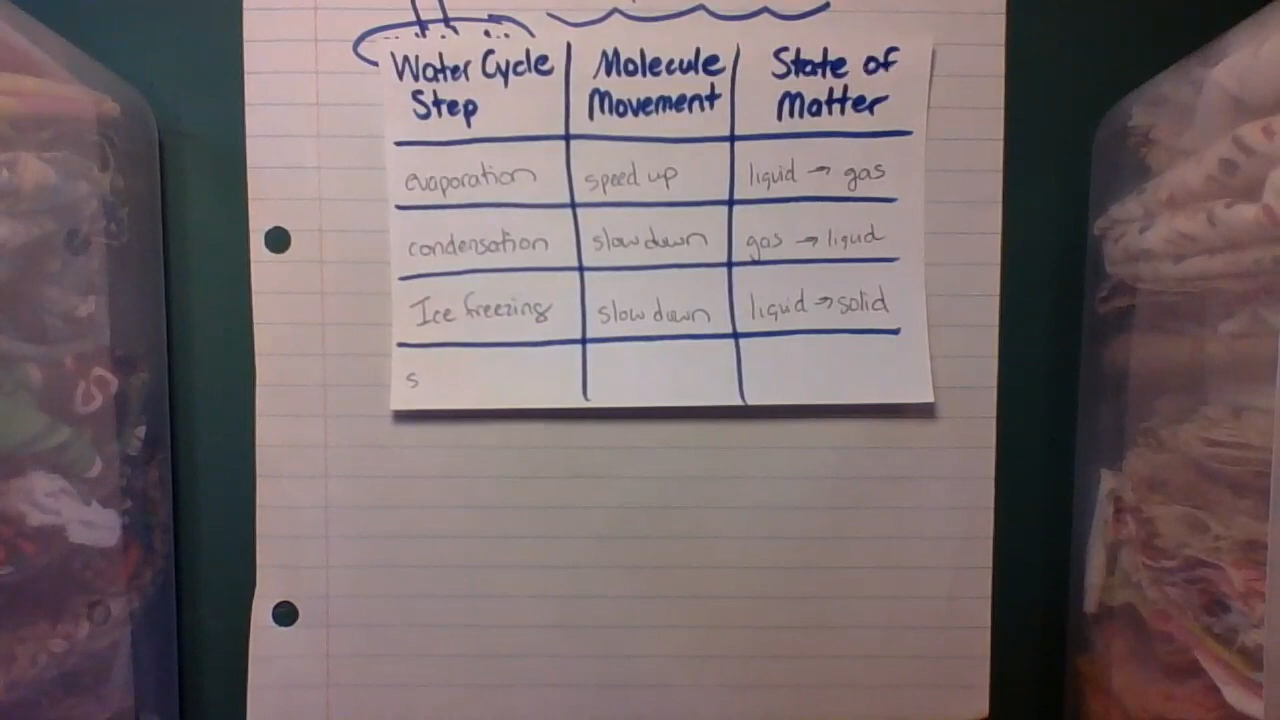 Water Cycle Step | Molecule Movement | State of Matter
evaporation | speed up | liquid → gas
condensation | slow down | gas → liquid
Ice freezing | slow down | liquid → solid
s